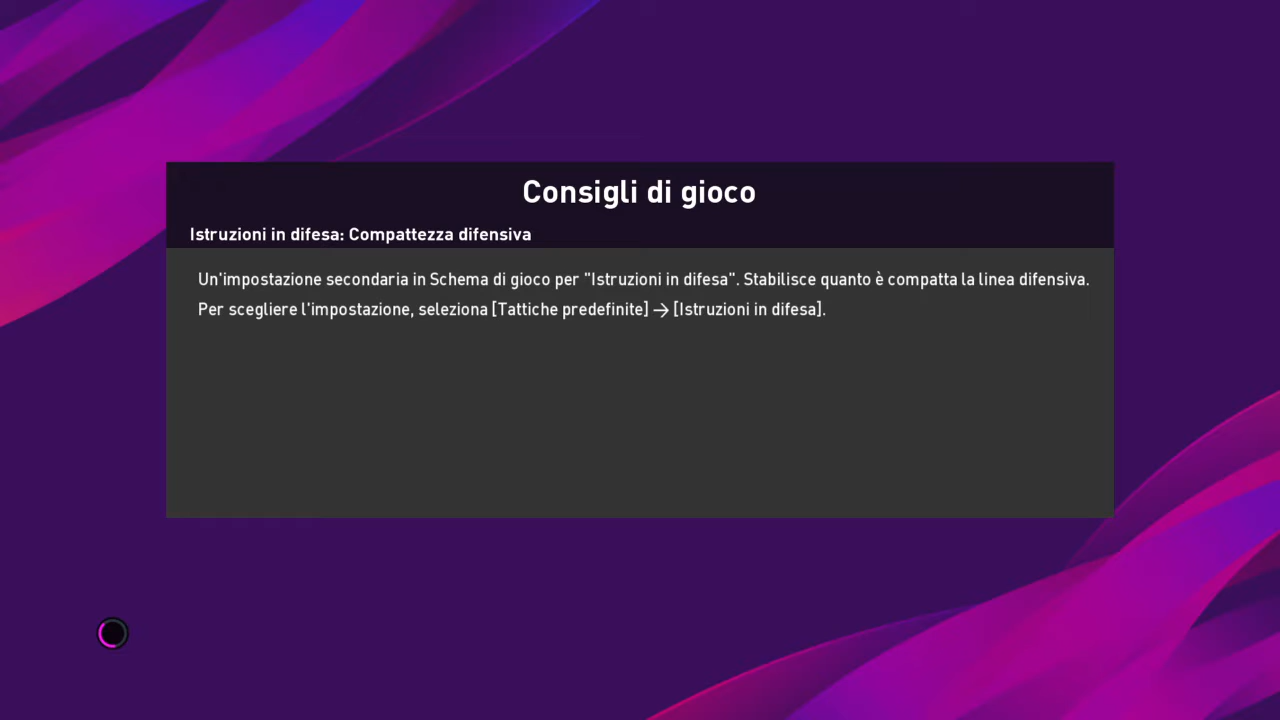 Consigli di gioco
Istruzioni in difesa: Compattezza difensiva
Un'impostazione secondaria in Schema di gioco per "Istruzioni in difesa". Stabilisce quanto è compatta la linea difensiva.
Per scegliere l'impostazione, seleziona [Tattiche predefinite] → [Istruzioni in difesa].